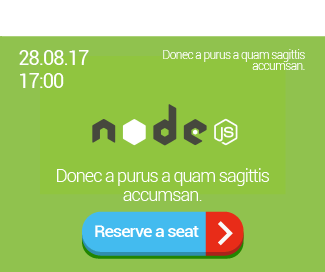 28.08.17
17:00
Donec a purus a quam sagittis
accumsan.
node
JS
Donec a purus a quam sagittis
accumsan.
Reserve a seat